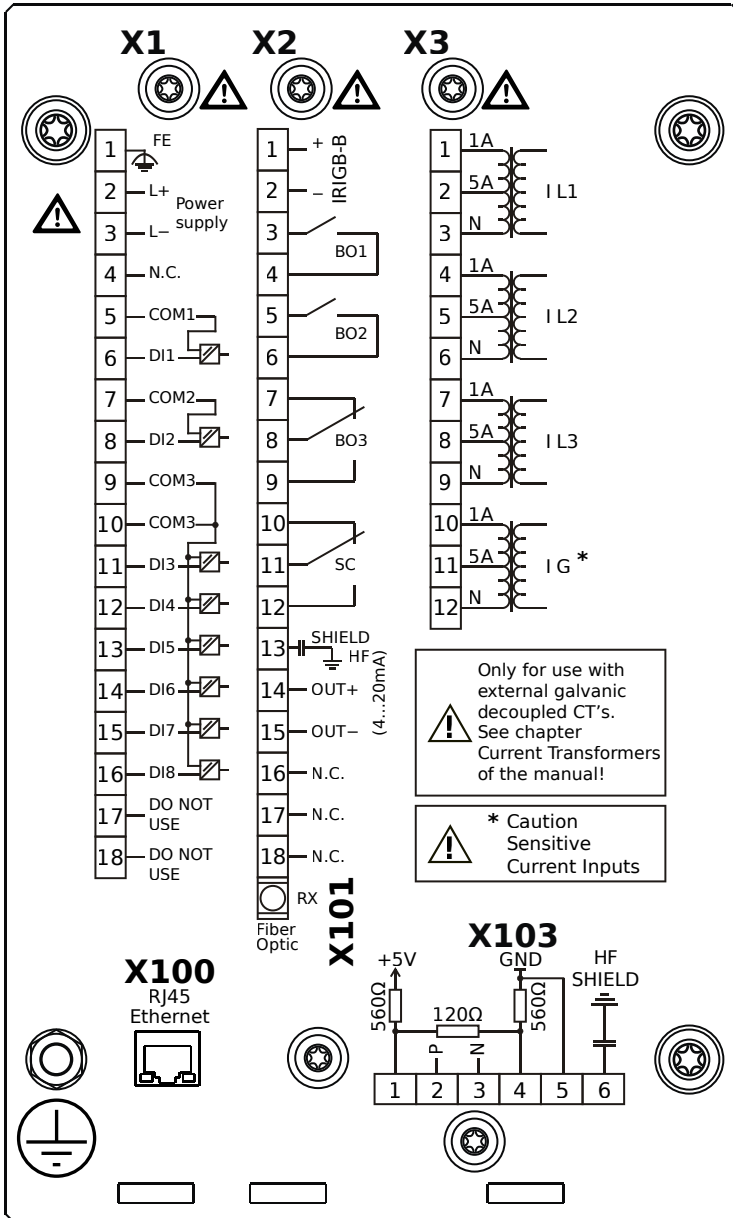 X1
X2
X3
1
FE
2
L+
Power
supply
3
L−
4
N.C.
5
COM1
6
DI1
7
COM2
8
DI2
9
COM3
10
COM3
11
DI3
12
DI4
13
DI5
14
DI6
15
DI7
16
DI8
17
DO NOT
USE
18
DO NOT
USE
1
+
2
−
IRIGB-B
3
BO1
4
5
BO2
6
7
8
BO3
9
10
11
SC
12
13
SHIELD
HF
14
OUT+
15
OUT−
(4...20mA)
16
N.C.
17
N.C.
18
N.C.
RX
Fiber
Optic
X101
1
1A
2
5A
I L1
3
N
4
1A
5
5A
I L2
6
N
7
1A
8
5A
I L3
9
N
10
1A
11
5A
I G *
12
N
Only for use with
external galvanic
decoupled CT's.
See chapter
Current Transformers
of the manual!
* Caution
Sensitive
Current Inputs
X100
RJ45
Ethernet
X103
+5V
GND
HF
SHIELD
560Ω
120Ω
560Ω
P
N
1
2
3
4
5
6